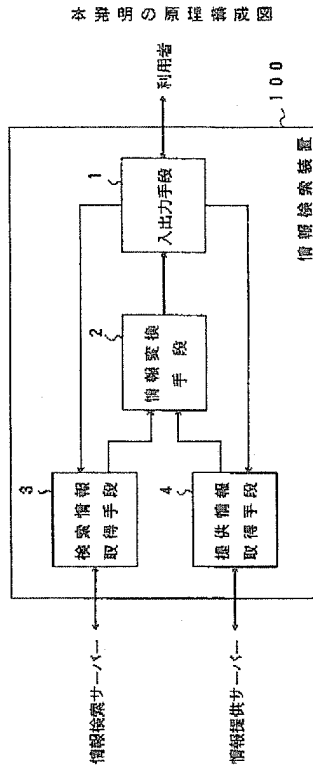 本発明の原理構成図
利用者
100
情報検索装置
1
入出力手段
2
情報変換
手段
3
検索情報
取得手段
4
提供情報
取得手段
情報検索サーバー
情報提供サーバー